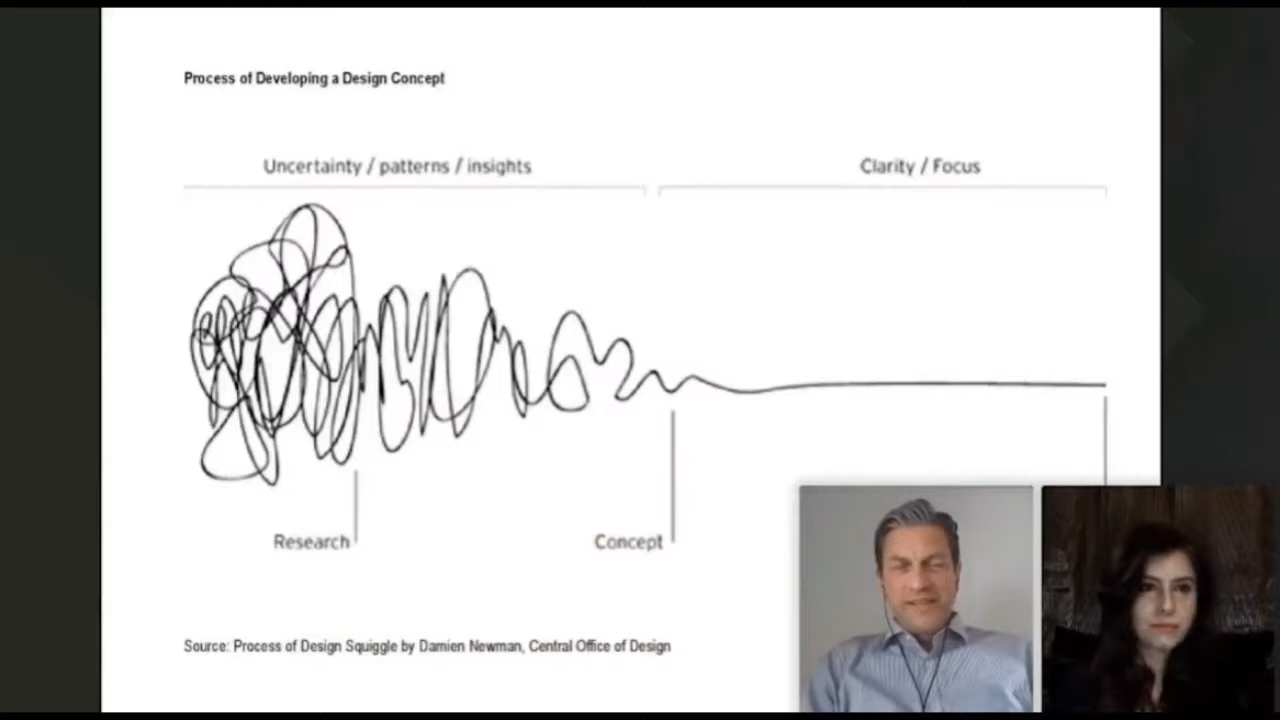 Process of Developing a Design Concept
Uncertainty / patterns / insights
Clarity / Focus
Research
Concept
Source: Process of Design Squiggle by Damien Newman, Central Office of Design